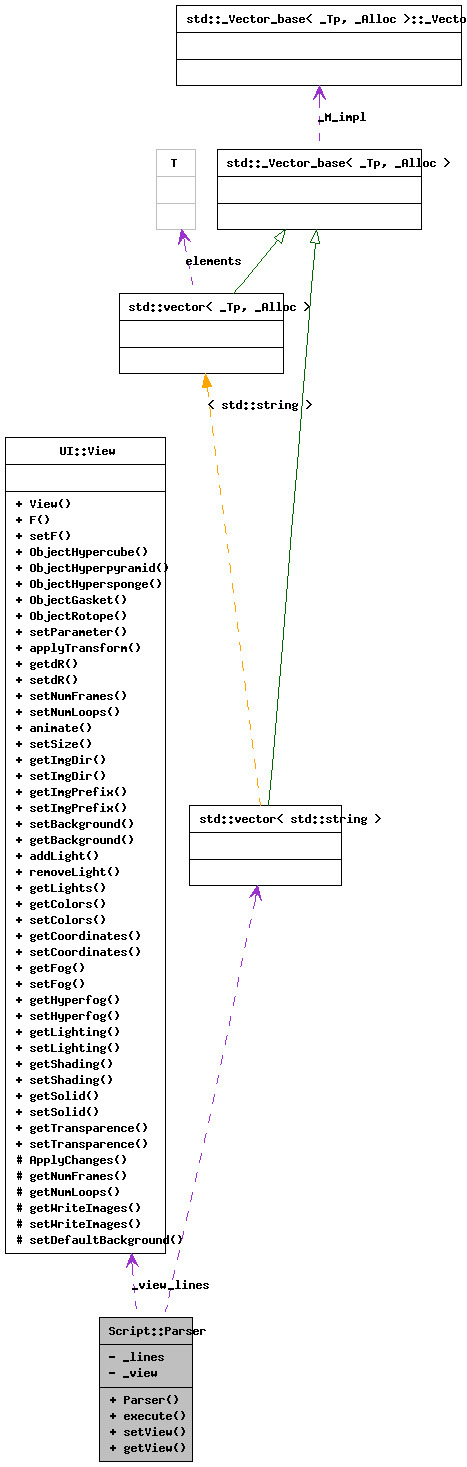 std::_Vector_base< _Tp, _Alloc >::_Vecto
_M_impl
T
std::_Vector_base< _Tp, _Alloc >
elements
std::vector< _Tp, _Alloc >
< std::string >
UI::View
+ View()
+ F()
+ setF()
+ ObjectHypercube()
+ ObjectHyperpyramid()
+ ObjectHypersponge()
+ ObjectGasket()
+ ObjectRotope()
+ setParameter()
+ applyTransform()
+ getdR()
+ setdR()
+ setNumFrames()
+ setNumLoops()
+ animate()
+ setSize()
+ getImgDir()
+ setImgDir()
+ getImgPrefix()
+ setImgPrefix()
+ setBackground()
+ getBackground()
+ addLight()
+ removeLight()
+ getLights()
+ getColors()
+ setColors()
+ getCoordinates()
+ setCoordinates()
+ getFog()
+ setFog()
+ getHyperfog()
+ setHyperfog()
+ getLighting()
+ setLighting()
+ getShading()
+ setShading()
+ getSolid()
+ setSolid()
+ getTransparence()
+ setTransparence()
# ApplyChanges()
# getNumFrames()
# getNumLoops()
# getWriteImages()
# setWriteImages()
# setDefaultBackground()
std::vector< std::string >
_view
_lines
Script::Parser
- _lines
- _view
+ Parser()
+ execute()
+ setView()
+ getView()